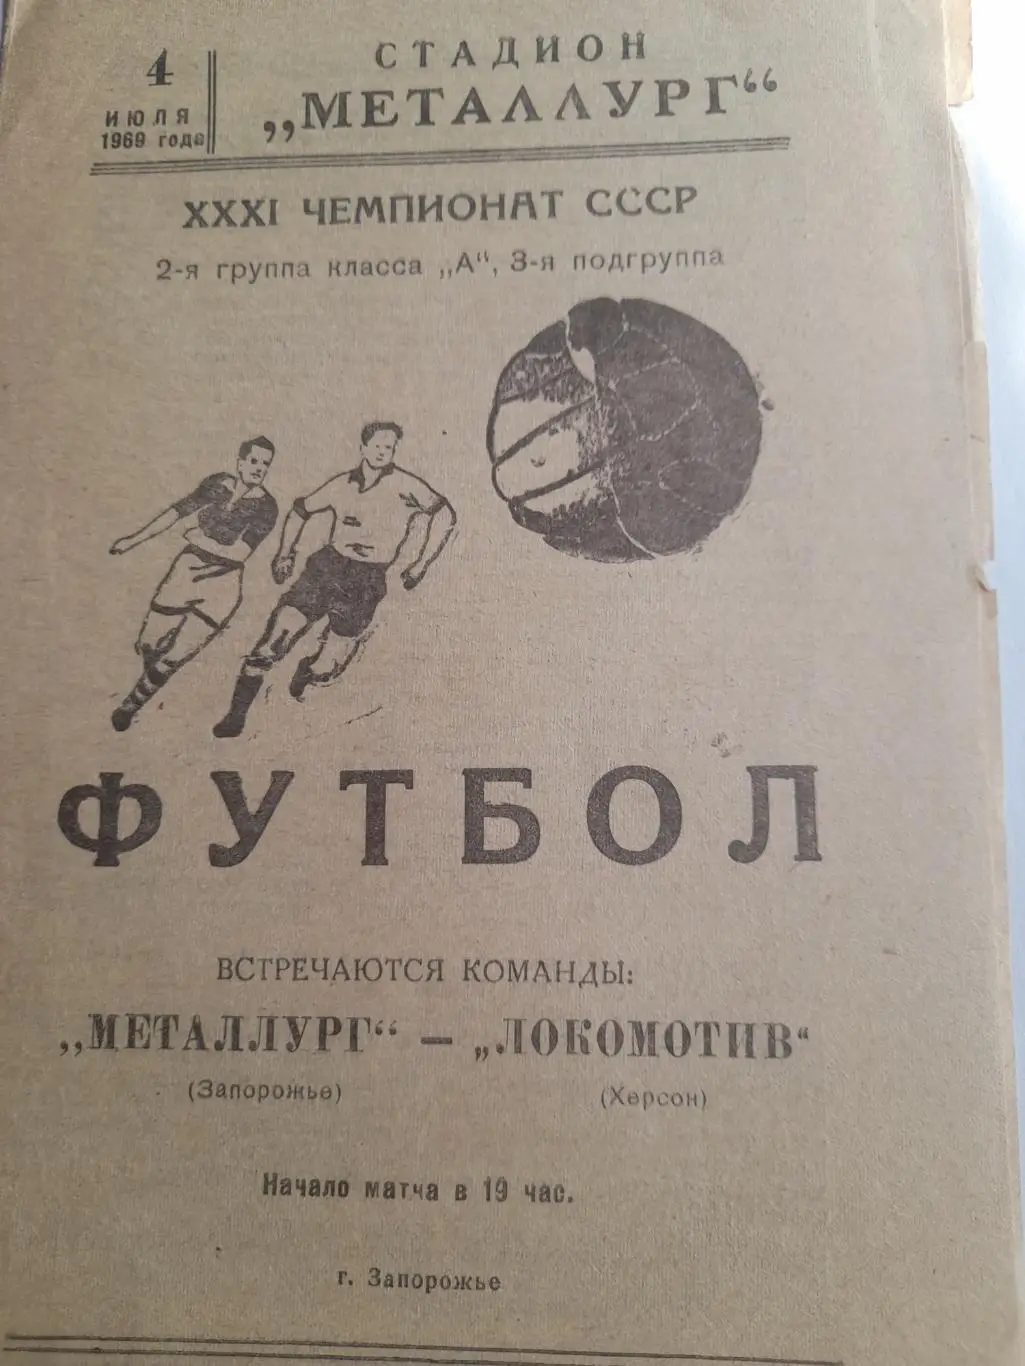 4
ИЮЛЯ
1969 года
СТАДИОН
„МЕТАЛЛУРГ“
XXXI ЧЕМПИОНАТ СССР
2-я группа класса „А“, 3-я подгруппа
ФУТБОЛ
ВСТРЕЧАЮТСЯ КОМАНДЫ:
„МЕТАЛЛУРГ“ — „ЛОКОМОТИВ“
(Запорожье) (Херсон)
Начало матча в 19 час.
г. Запорожье